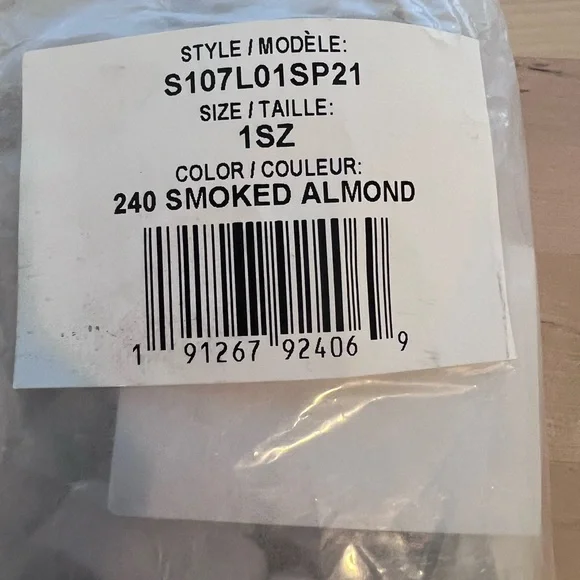 STYLE / MODÈLE:
S107L01SP21
SIZE / TAILLE:
1SZ
COLOR / COULEUR:
240 SMOKED ALMOND
1 91267 92406 9